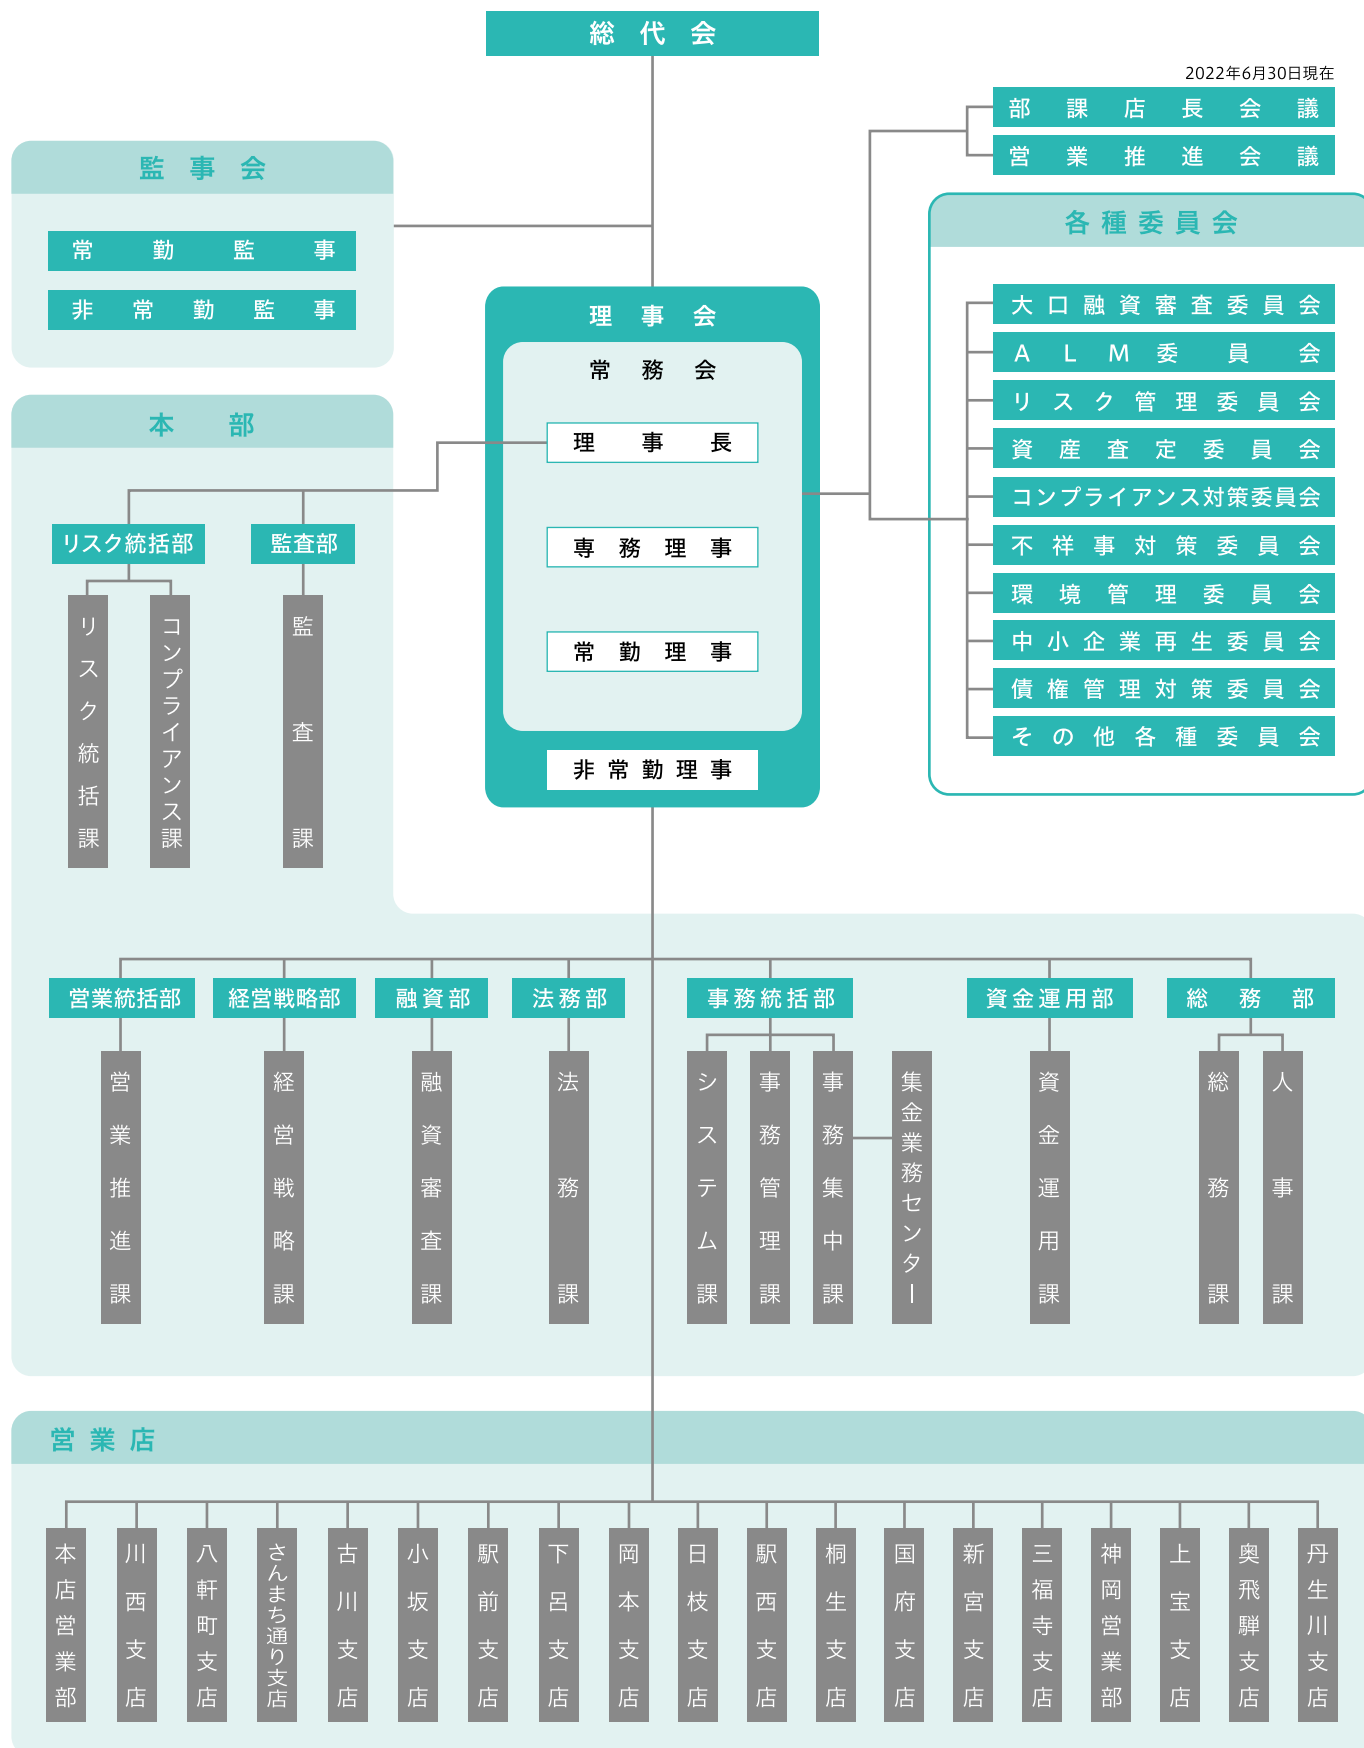 総代会
2022年6月30日現在
部課店長会議
営業推進会議
監事会
常勤監事
非常勤監事
各種委員会
大口融資審査委員会
ALM委員会
リスク管理委員会
資産査定委員会
コンプライアンス対策委員会
不祥事対策委員会
環境管理委員会
中小企業再生委員会
債権管理対策委員会
その他各種委員会
理事会
常務会
理事長
専務理事
常勤理事
非常勤理事
本部
リスク統括部
監査部
リスク統括課
コンプライアンス課
監査課
営業統括部
経営戦略部
融資部
法務部
事務統括部
資金運用部
総務部
営業推進課
経営戦略課
融資審査課
法務課
システム課
事務管理課
事務集中課
集金業務センター
資金運用課
総務課
人事課
営業店
本店営業部
川西支店
八軒町支店
さんまち通り支店
古川支店
小坂支店
駅前支店
下呂支店
岡本支店
日枝支店
駅西支店
桐生支店
国府支店
新宮支店
三福寺支店
神岡営業部
上宝支店
奥飛騨支店
丹生川支店